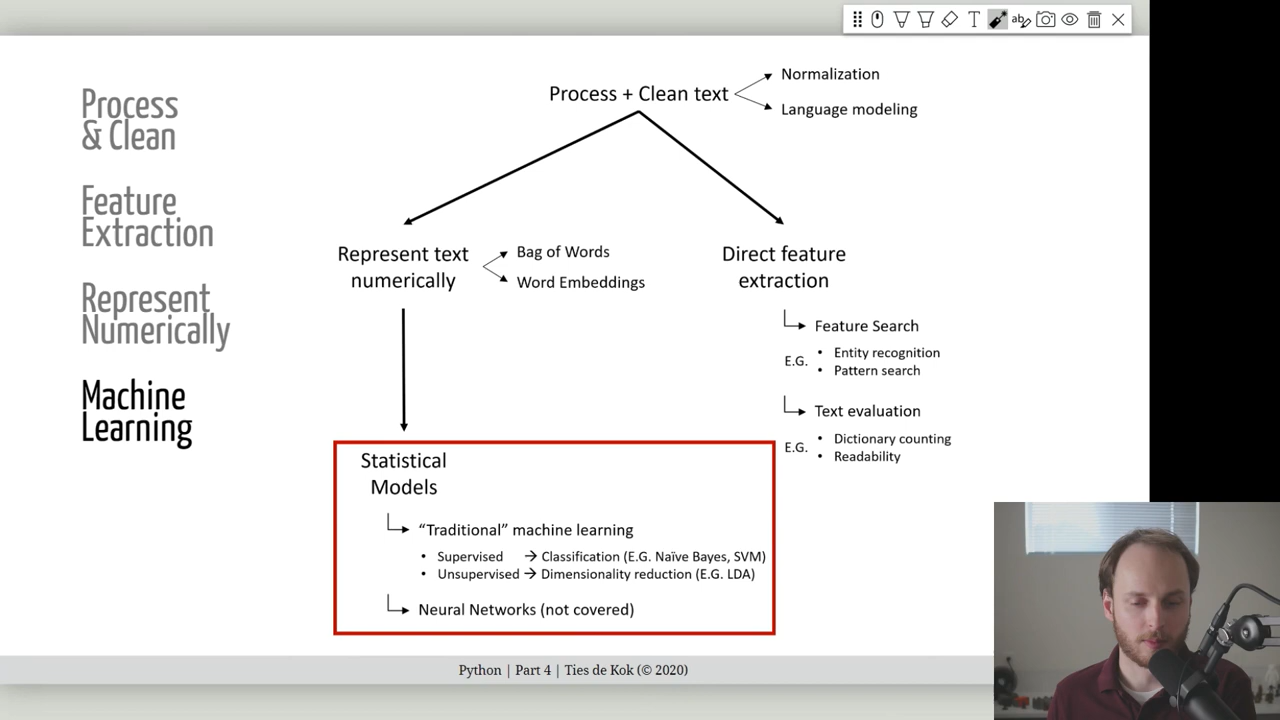 Process
& Clean
Feature
Extraction
Represent
Numerically
Machine
Learning
Process + Clean text
Normalization
Language modeling
Represent text
numerically
Bag of Words
Word Embeddings
Direct feature
extraction
Feature Search
E.G.
• Entity recognition
• Pattern search
Text evaluation
E.G.
• Dictionary counting
• Readability
Statistical
Models
“Traditional” machine learning
• Supervised → Classification (E.G. Naïve Bayes, SVM)
• Unsupervised → Dimensionality reduction (E.G. LDA)
Neural Networks (not covered)
Python | Part 4 | Ties de Kok (© 2020)
T
ab